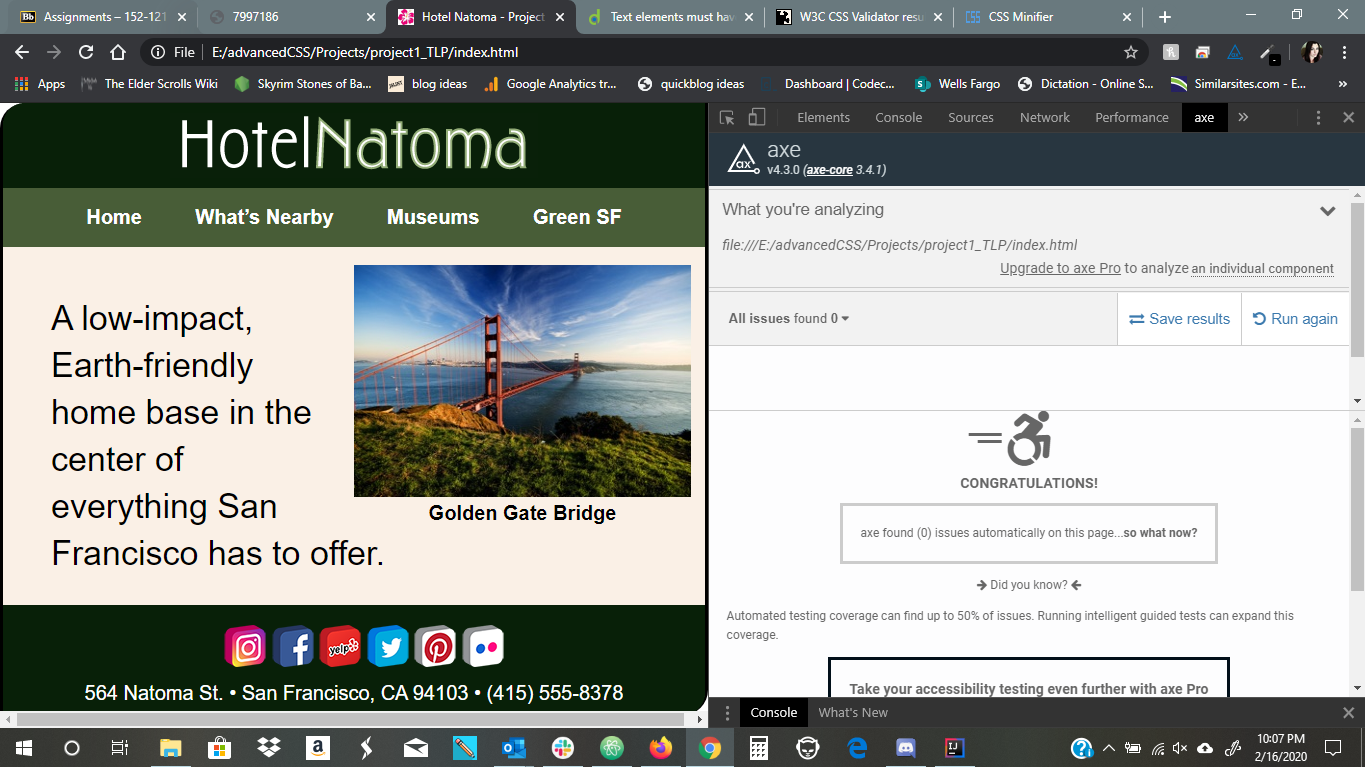 Bb Assignments – 152-121
7997186
Hotel Natoma - Project
Text elements must hav
W3C CSS Validator resu
CSS CSS Minifier
File E:/advancedCSS/Projects/project1_TLP/index.html
Apps The Elder Scrolls Wiki Skyrim Stones of Ba... blog ideas Google Analytics tr... quickblog ideas Dashboard | Codec... Wells Fargo Dictation - Online S... Similarsites.com - E... »
HotelNatoma
Home What’s Nearby Museums Green SF
A low-impact,
Earth-friendly
home base in the
center of
everything San
Francisco has to offer.
Golden Gate Bridge
yelp
564 Natoma St. • San Francisco, CA 94103 • (415) 555-8378
Elements Console Sources Network Performance axe »
ax
axe
v4.3.0 (axe-core 3.4.1)
What you're analyzing
file:///E:/advancedCSS/Projects/project1_TLP/index.html
Upgrade to axe Pro to analyze an individual component
All issues found 0
Save results
Run again
CONGRATULATIONS!
axe found (0) issues automatically on this page...so what now?
Did you know?
Automated testing coverage can find up to 50% of issues. Running intelligent guided tests can expand this
coverage.
Take your accessibility testing even further with axe Pro
Console What's New
10:07 PM
2/16/2020